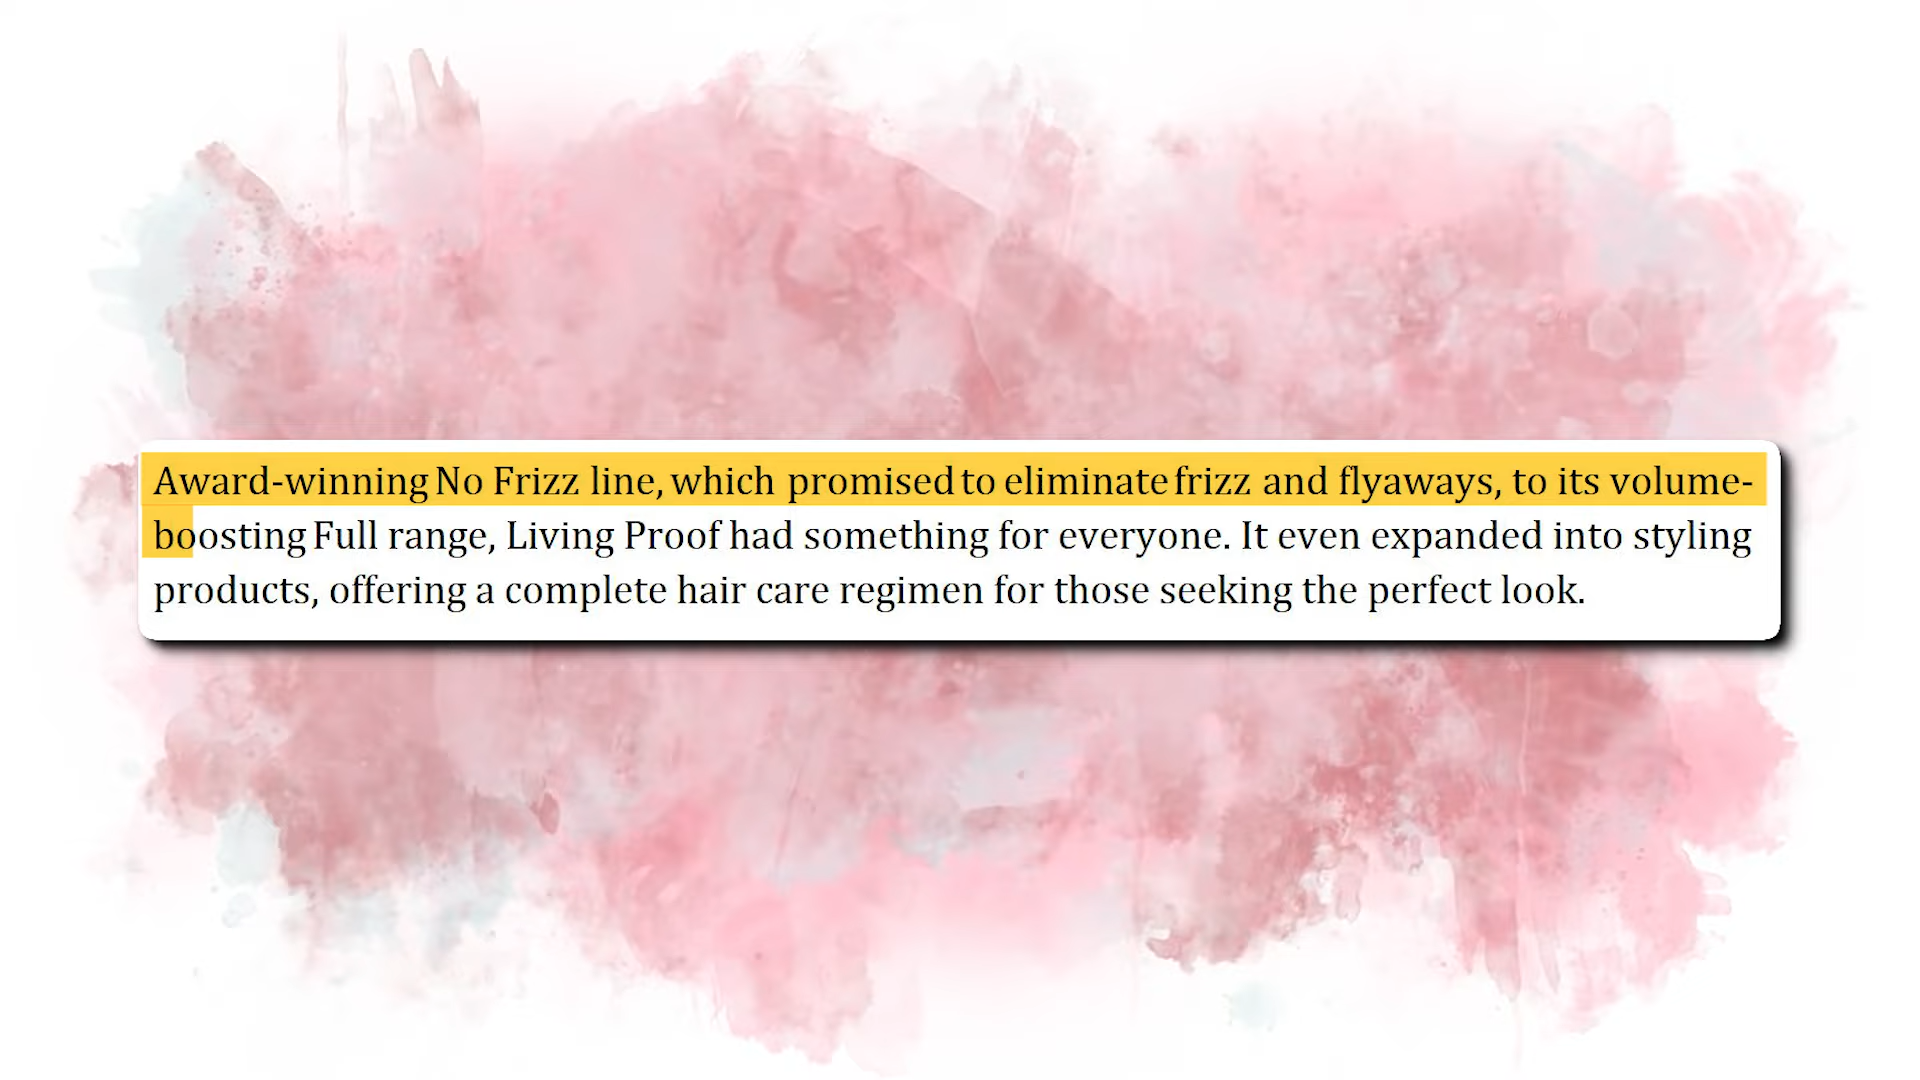 Award-winning No Frizz line, which promised to eliminate frizz and flyaways, to its volume-
boosting Full range, Living Proof had something for everyone. It even expanded into styling
products, offering a complete hair care regimen for those seeking the perfect look.